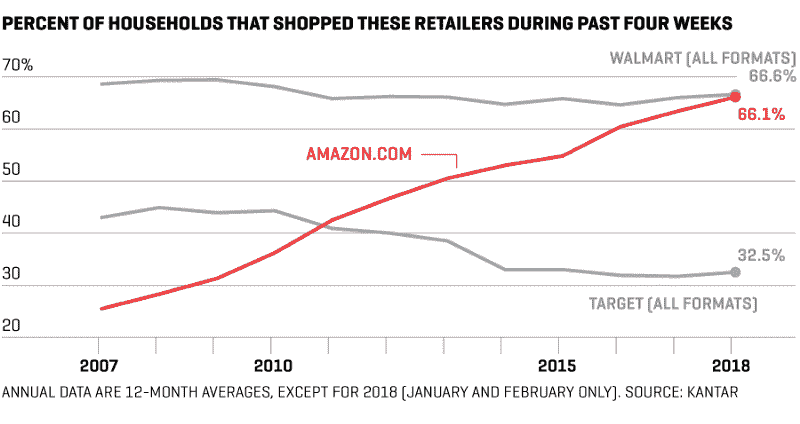 PERCENT OF HOUSEHOLDS THAT SHOPPED THESE RETAILERS DURING PAST FOUR WEEKS
WALMART (ALL FORMATS)
70%
66.6%
66.1%
60
AMAZON.COM
50
40
32.5%
30
TARGET (ALL FORMATS)
20
2007 2010 2015 2018
ANNUAL DATA ARE 12-MONTH AVERAGES, EXCEPT FOR 2018 (JANUARY AND FEBRUARY ONLY). SOURCE: KANTAR